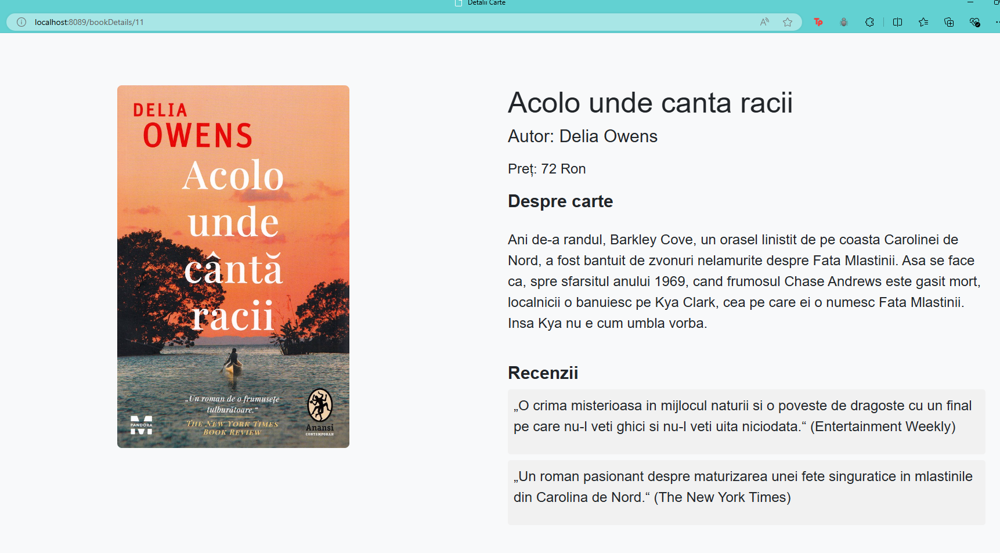 Detalii Carte
localhost:8089/bookDetails/11
DELIA
OWENS
Acolo
unde
cântă
racii
„Un roman de o frumusețe
tulburătoare.“
THE NEW YORK TIMES
BOOK REVIEW
PANDORA
M
Anansi
CONTEMPORAN
Acolo unde canta racii
Autor: Delia Owens
Preț: 72 Ron
Despre carte
Ani de-a randul, Barkley Cove, un orasel linistit de pe coasta Carolinei de
Nord, a fost bantuit de zvonuri nelamurite despre Fata Mlastinii. Asa se face
ca, spre sfarsitul anului 1969, cand frumosul Chase Andrews este gasit mort,
localnicii o banuiesc pe Kya Clark, cea pe care ei o numesc Fata Mlastinii.
Insa Kya nu e cum umbla vorba.
Recenzii
„O crima misterioasa in mijlocul naturii si o poveste de dragoste cu un final
pe care nu-l veti ghici si nu-l veti uita niciodata.“ (Entertainment Weekly)
„Un roman pasionant despre maturizarea unei fete singuratice in mlastinile
din Carolina de Nord.“ (The New York Times)